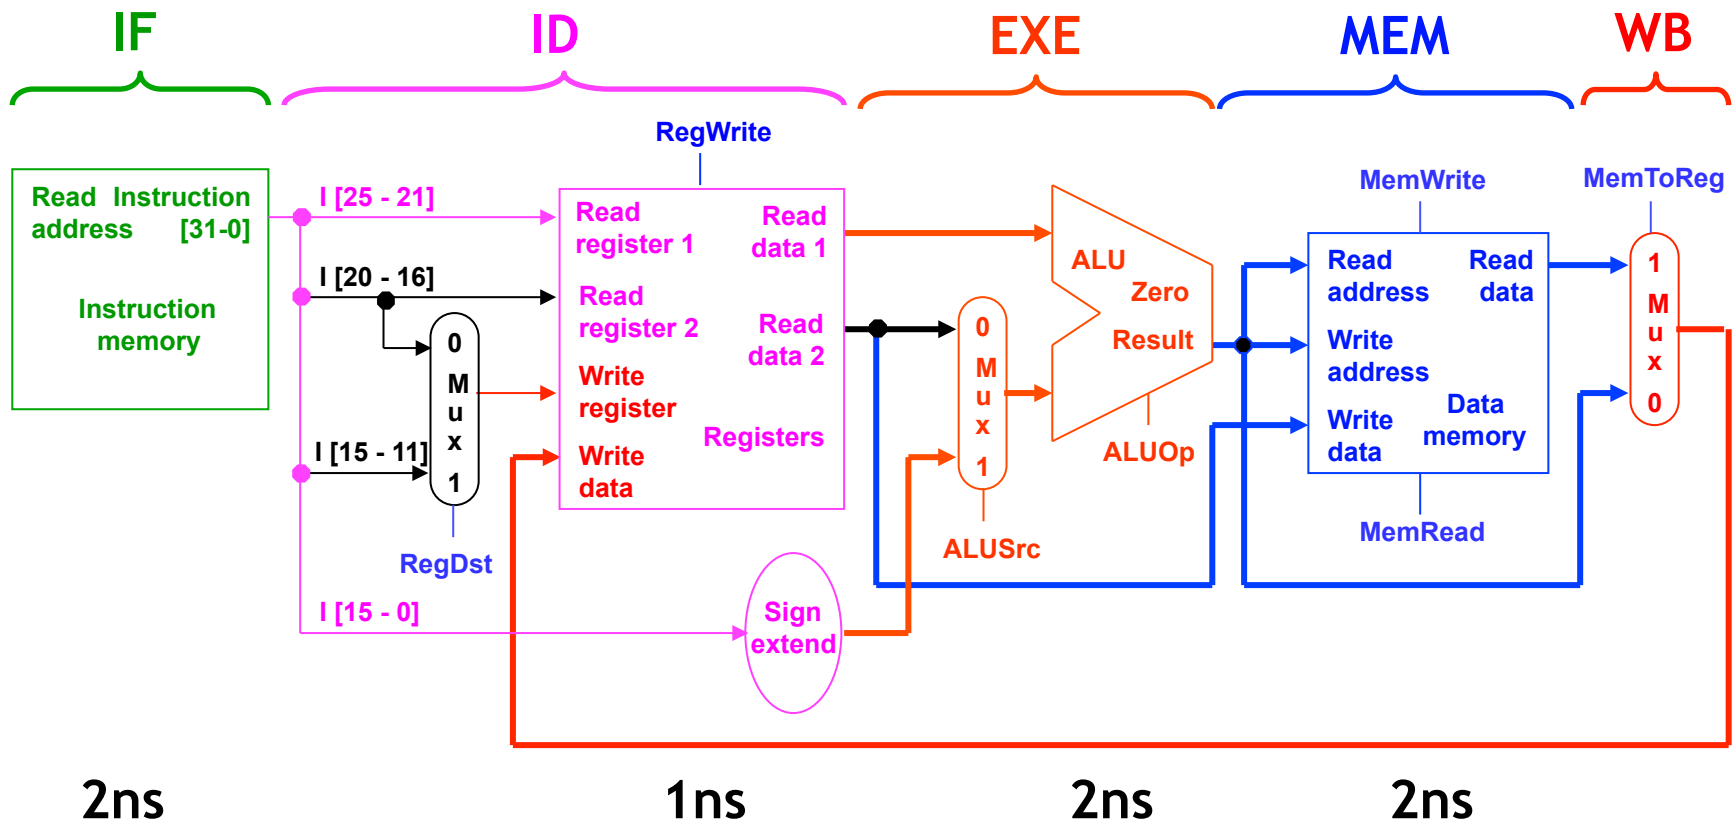 IF
ID
EXE
MEM
WB
RegWrite
Read Instruction
address [31-0]
Instruction
memory
I [25 - 21]
I [20 - 16]
I [15 - 11]
I [15 - 0]
0
M
u
x
1
RegDst
Read
register 1
Read
data 1
Read
register 2
Read
data 2
Write
register
Registers
Write
data
Sign
extend
0
M
u
x
1
ALUSrc
ALU
Zero
Result
ALUOp
MemWrite
Read
address
Read
data
Write
address
Write
data
Data
memory
MemRead
MemToReg
1
M
u
x
0
2ns
1ns
2ns
2ns